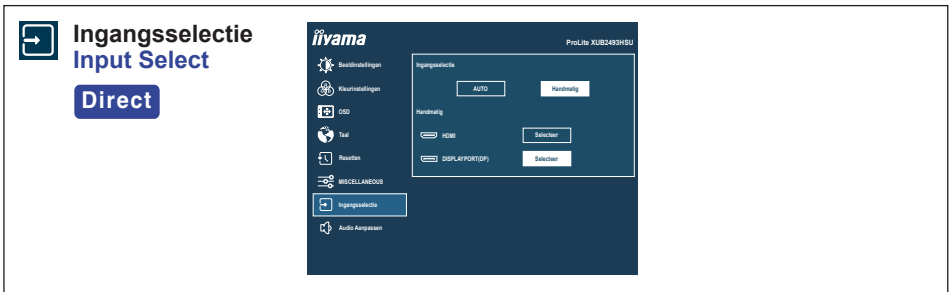 Ingangsselectie
Input Select
Direct
iiyama
ProLite XUB2493HSU
Beeldinstellingen
Kleurinstellingen
OSD
Taal
Resetten
MISCELLANEOUS
Ingangsselectie
Audio Aanpassen
Ingangsselectie
AUTO Handmatig
Handmatig
HDMI Selecteer
DISPLAYPORT(DP) Selecteer